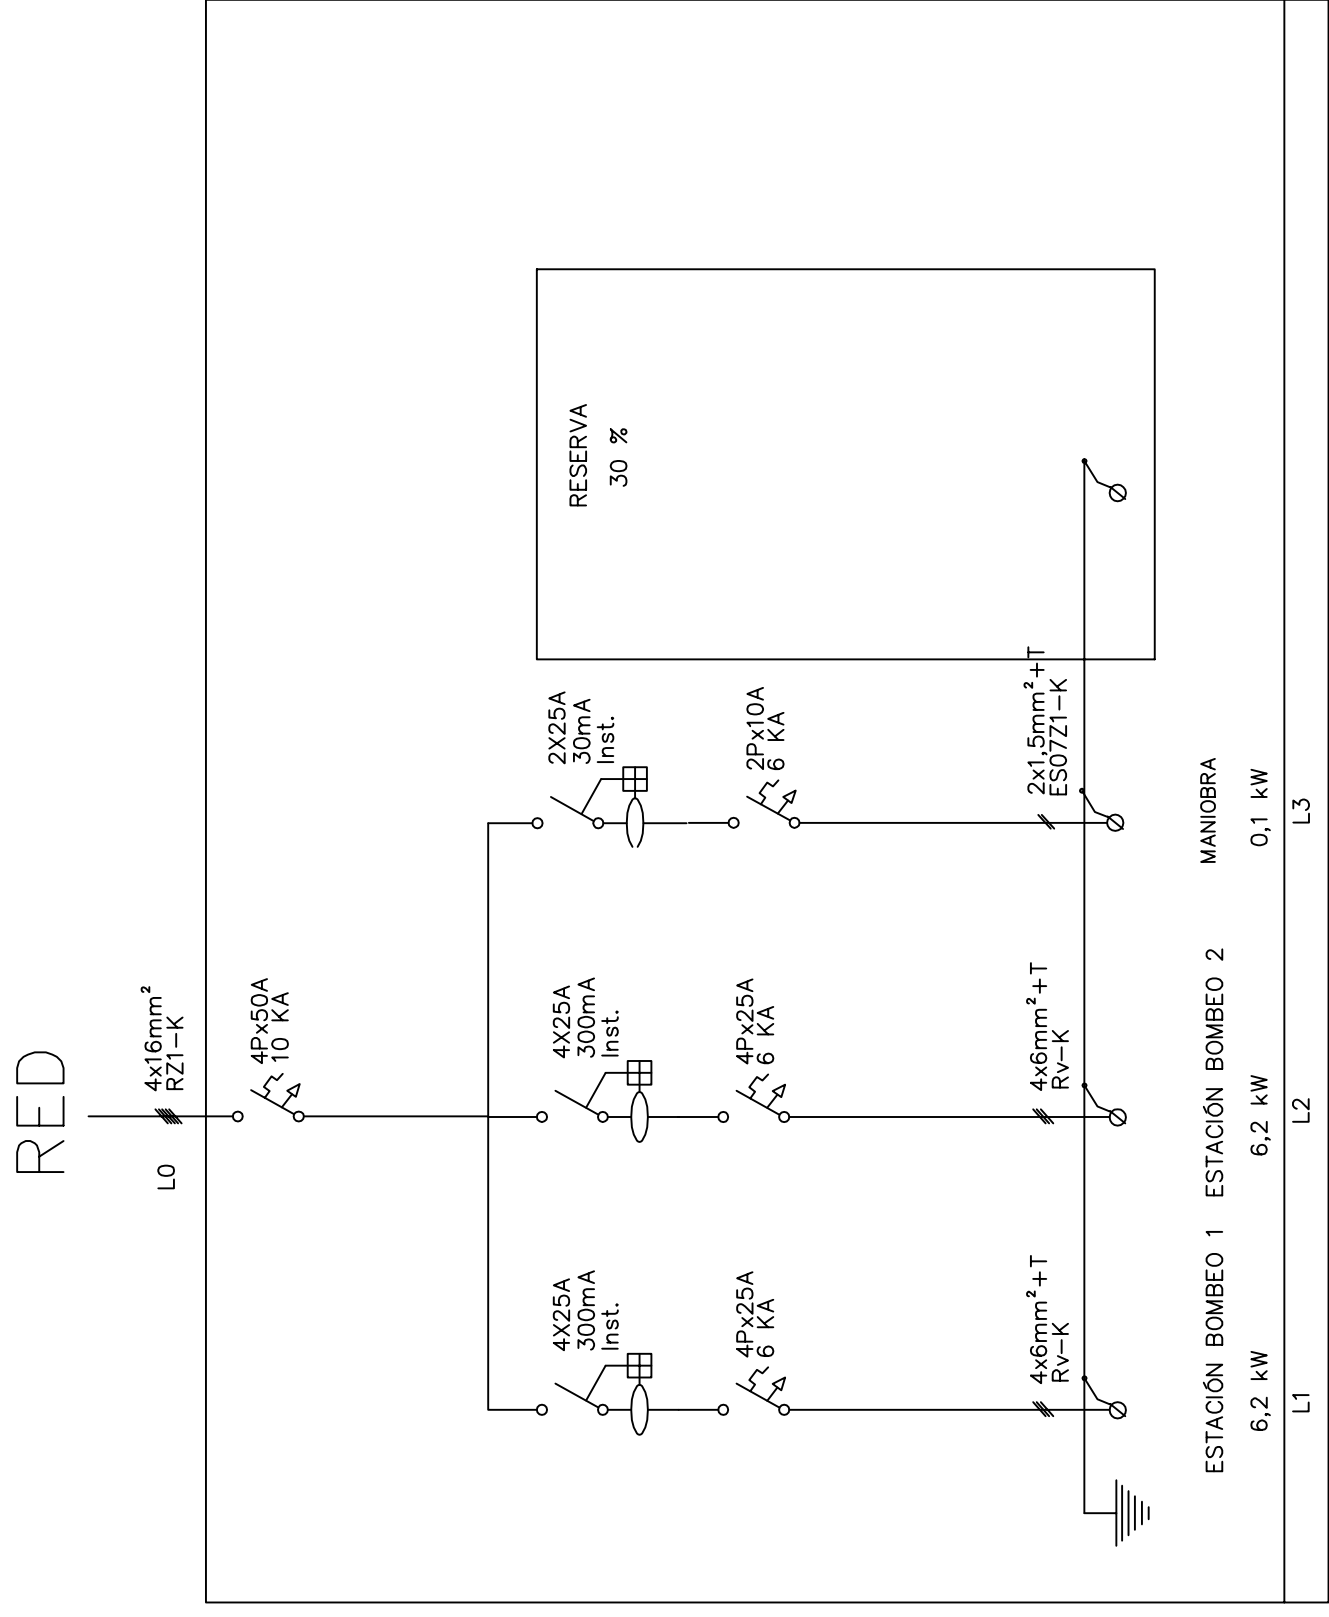 RED
L0
4x16mm²
RZ1-K
4Px50A
10 KA
4X25A
300mA
Inst.
4X25A
300mA
Inst.
2X25A
30mA
Inst.
RESERVA
30 %
4Px25A
6 KA
4Px25A
6 KA
2Px10A
6 KA
4x6mm²+T
Rv-K
4x6mm²+T
Rv-K
2x1,5mm²+T
ES07Z1-K
ESTACIÓN BOMBEO 1 ESTACIÓN BOMBEO 2 MANIOBRA
6,2 kW 6,2 kW 0,1 kW
L1 L2 L3